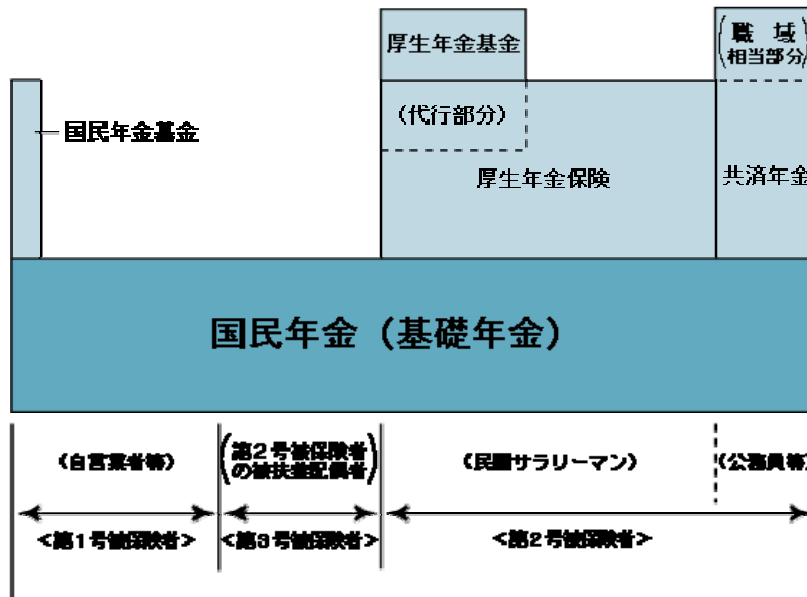 厚生年金基金
(職　域
相当部分)
国民年金基金
(代行部分)
厚生年金保険
共済年金
国民年金（基礎年金）
(自営業者等)
(第2号被保険者
の被扶養配偶者)
(民間サラリーマン)
(公務員等)
<第1号被保険者>
<第3号被保険者>
<第2号被保険者>